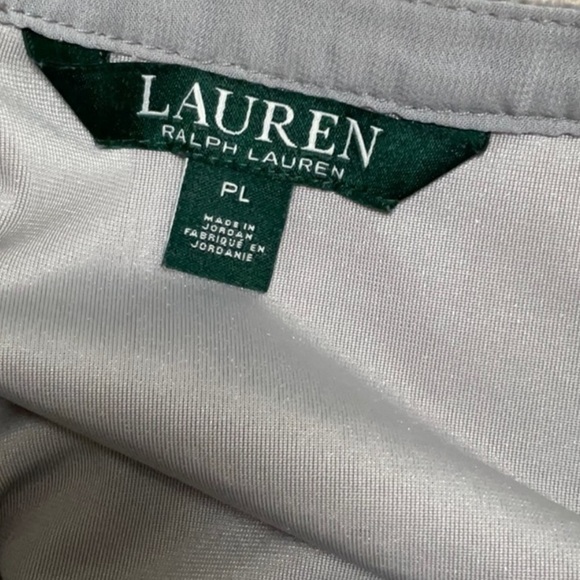 LAUREN
RALPH LAUREN
PL
MADE IN
JORDAN
FABRIQUÉ EN
JORDANIE